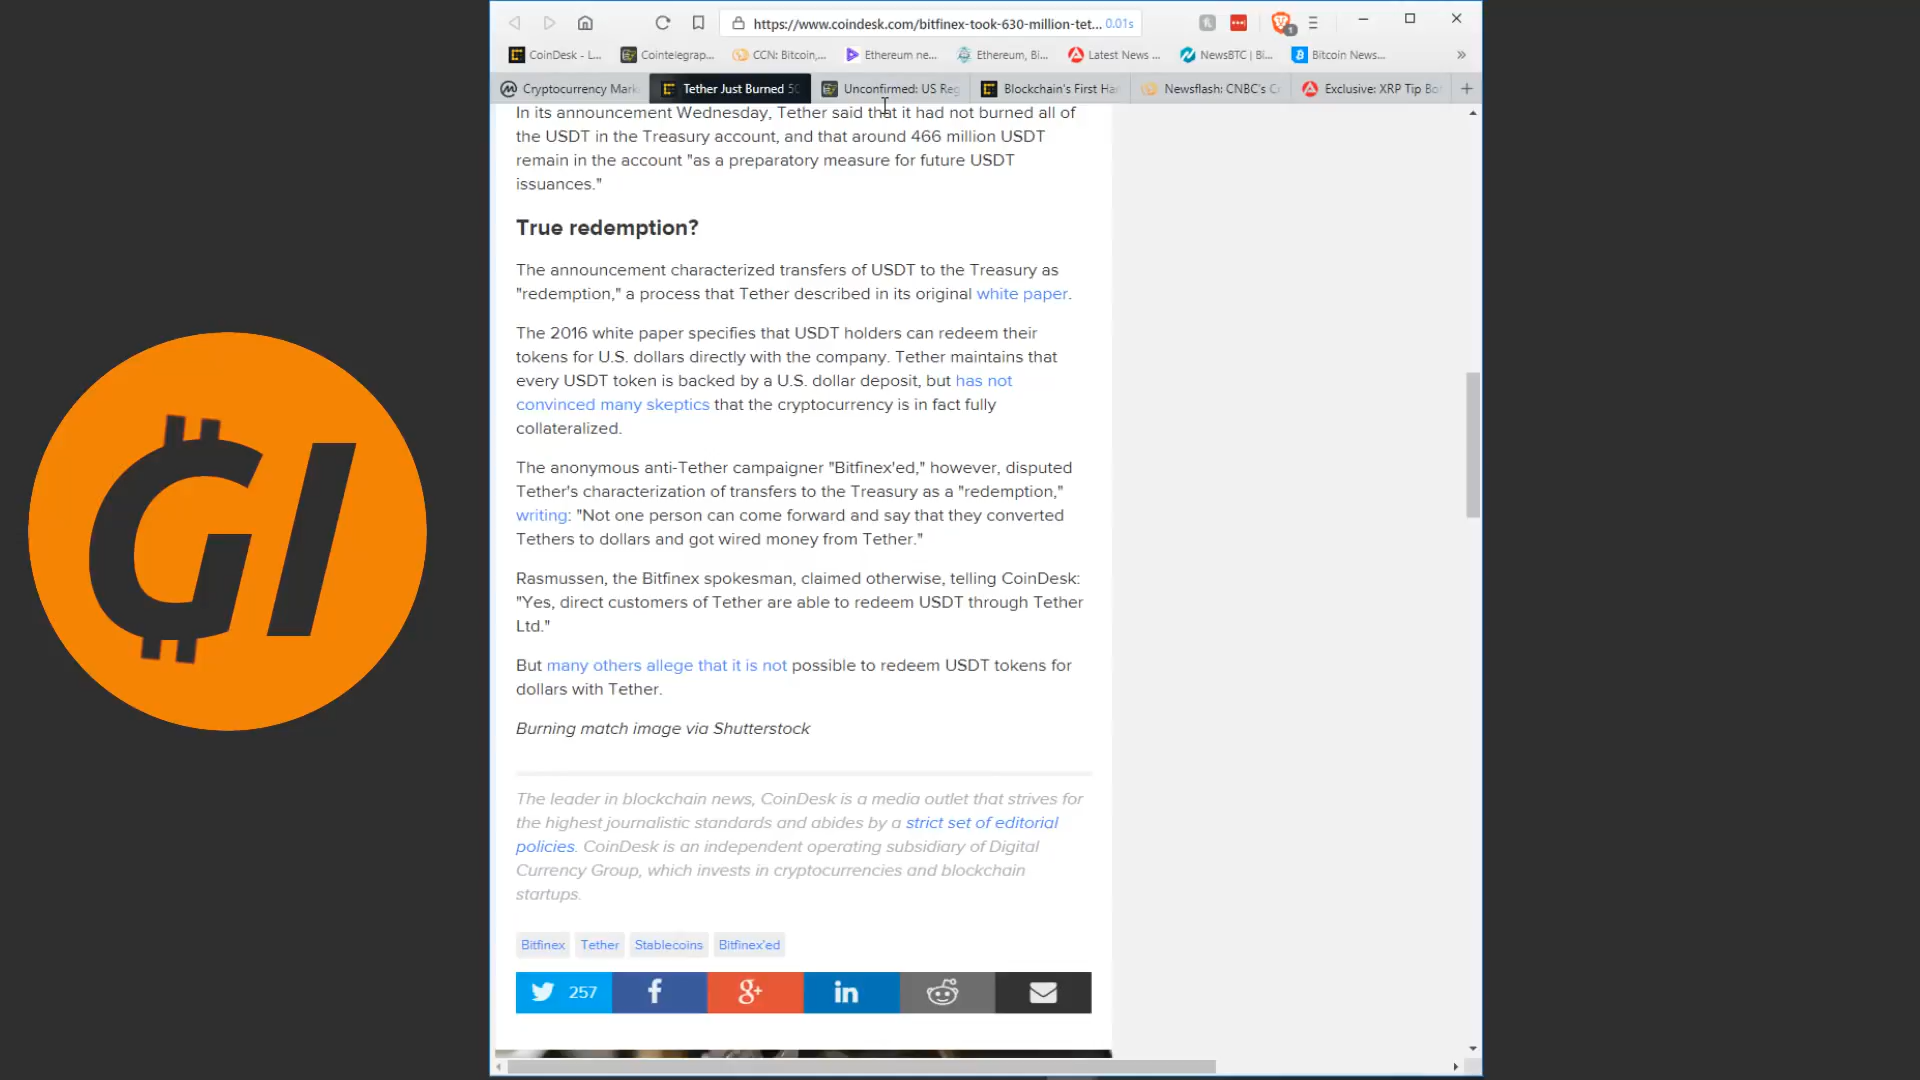 https://www.coindesk.com/bitfinex-took-630-million-tet... 0.01s
1
CoinDesk - L... Cointelegrap... CCN: Bitcoin,... Ethereum ne... Ethereum, Bi... Latest News ... NewsBTC | Bi... Bitcoin News... »
Cryptocurrency Mark Tether Just Burned 50 Unconfirmed: US Reg Blockchain's First Ha Newsflash: CNBC's C Exclusive: XRP Tip Bo +
In its announcement Wednesday, Tether said that it had not burned all of
the USDT in the Treasury account, and that around 466 million USDT
remain in the account "as a preparatory measure for future USDT
issuances."
True redemption?
The announcement characterized transfers of USDT to the Treasury as
"redemption," a process that Tether described in its original white paper.
The 2016 white paper specifies that USDT holders can redeem their
tokens for U.S. dollars directly with the company. Tether maintains that
every USDT token is backed by a U.S. dollar deposit, but has not
convinced many skeptics that the cryptocurrency is in fact fully
collateralized.
The anonymous anti-Tether campaigner "Bitfinex'ed," however, disputed
Tether's characterization of transfers to the Treasury as a "redemption,"
writing: "Not one person can come forward and say that they converted
Tethers to dollars and got wired money from Tether."
Rasmussen, the Bitfinex spokesman, claimed otherwise, telling CoinDesk:
"Yes, direct customers of Tether are able to redeem USDT through Tether
Ltd."
But many others allege that it is not possible to redeem USDT tokens for
dollars with Tether.
Burning match image via Shutterstock
The leader in blockchain news, CoinDesk is a media outlet that strives for
the highest journalistic standards and abides by a strict set of editorial
policies. CoinDesk is an independent operating subsidiary of Digital
Currency Group, which invests in cryptocurrencies and blockchain
startups.
Bitfinex Tether Stablecoins Bitfinex'ed
257 f g+ in
GI